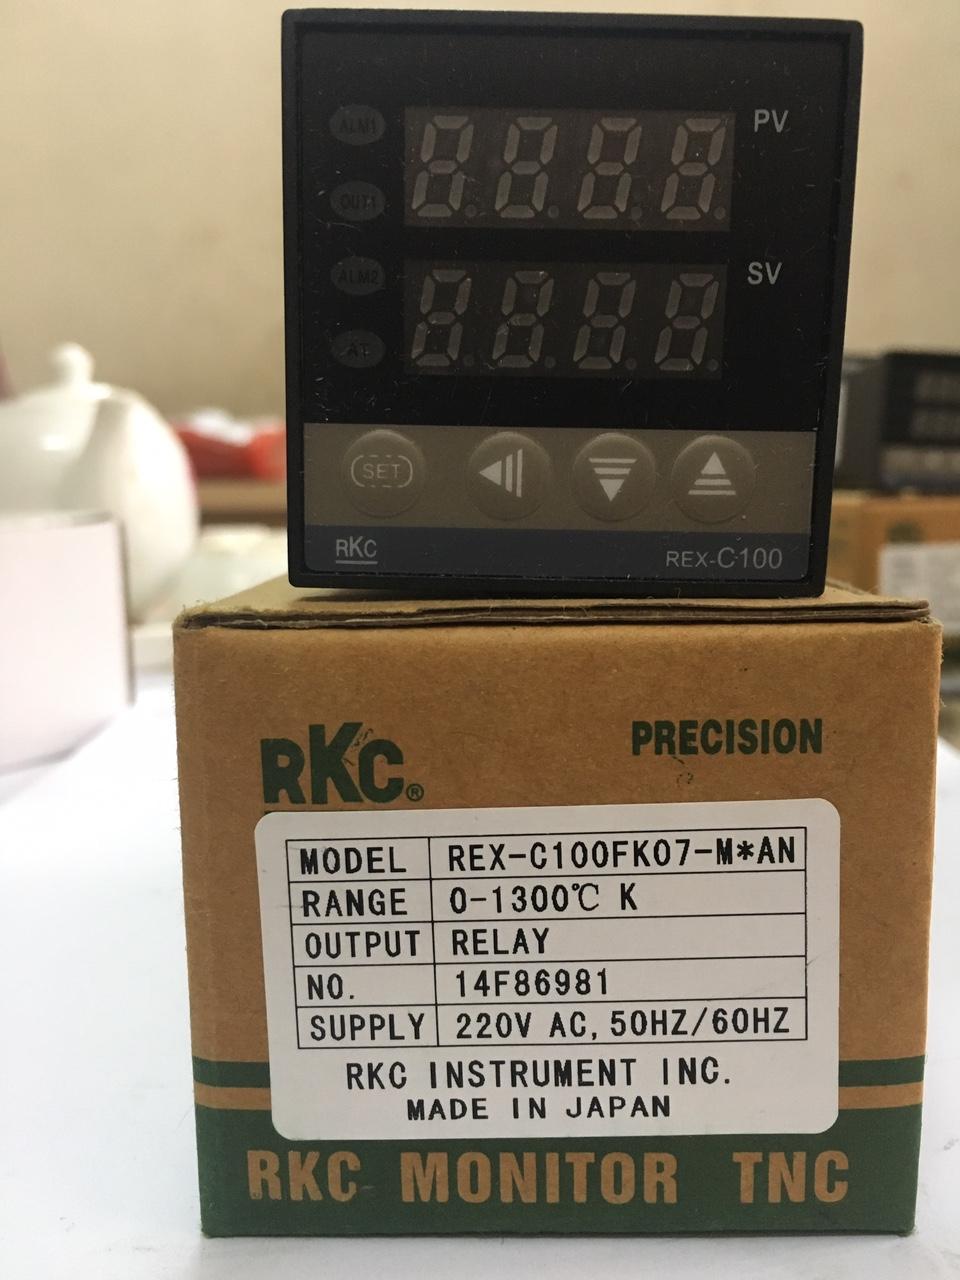 ALM1
PV
OUT1
ALM2
SV
AT
SET
RKC
REX-C100
RKC®
PRECISION
MODEL REX-C100FK07-M*AN
RANGE 0-1300℃ K
OUTPUT RELAY
NO. 14F86981
SUPPLY 220V AC, 50HZ/60HZ
RKC INSTRUMENT INC.
MADE IN JAPAN
RKC MONITOR TNC